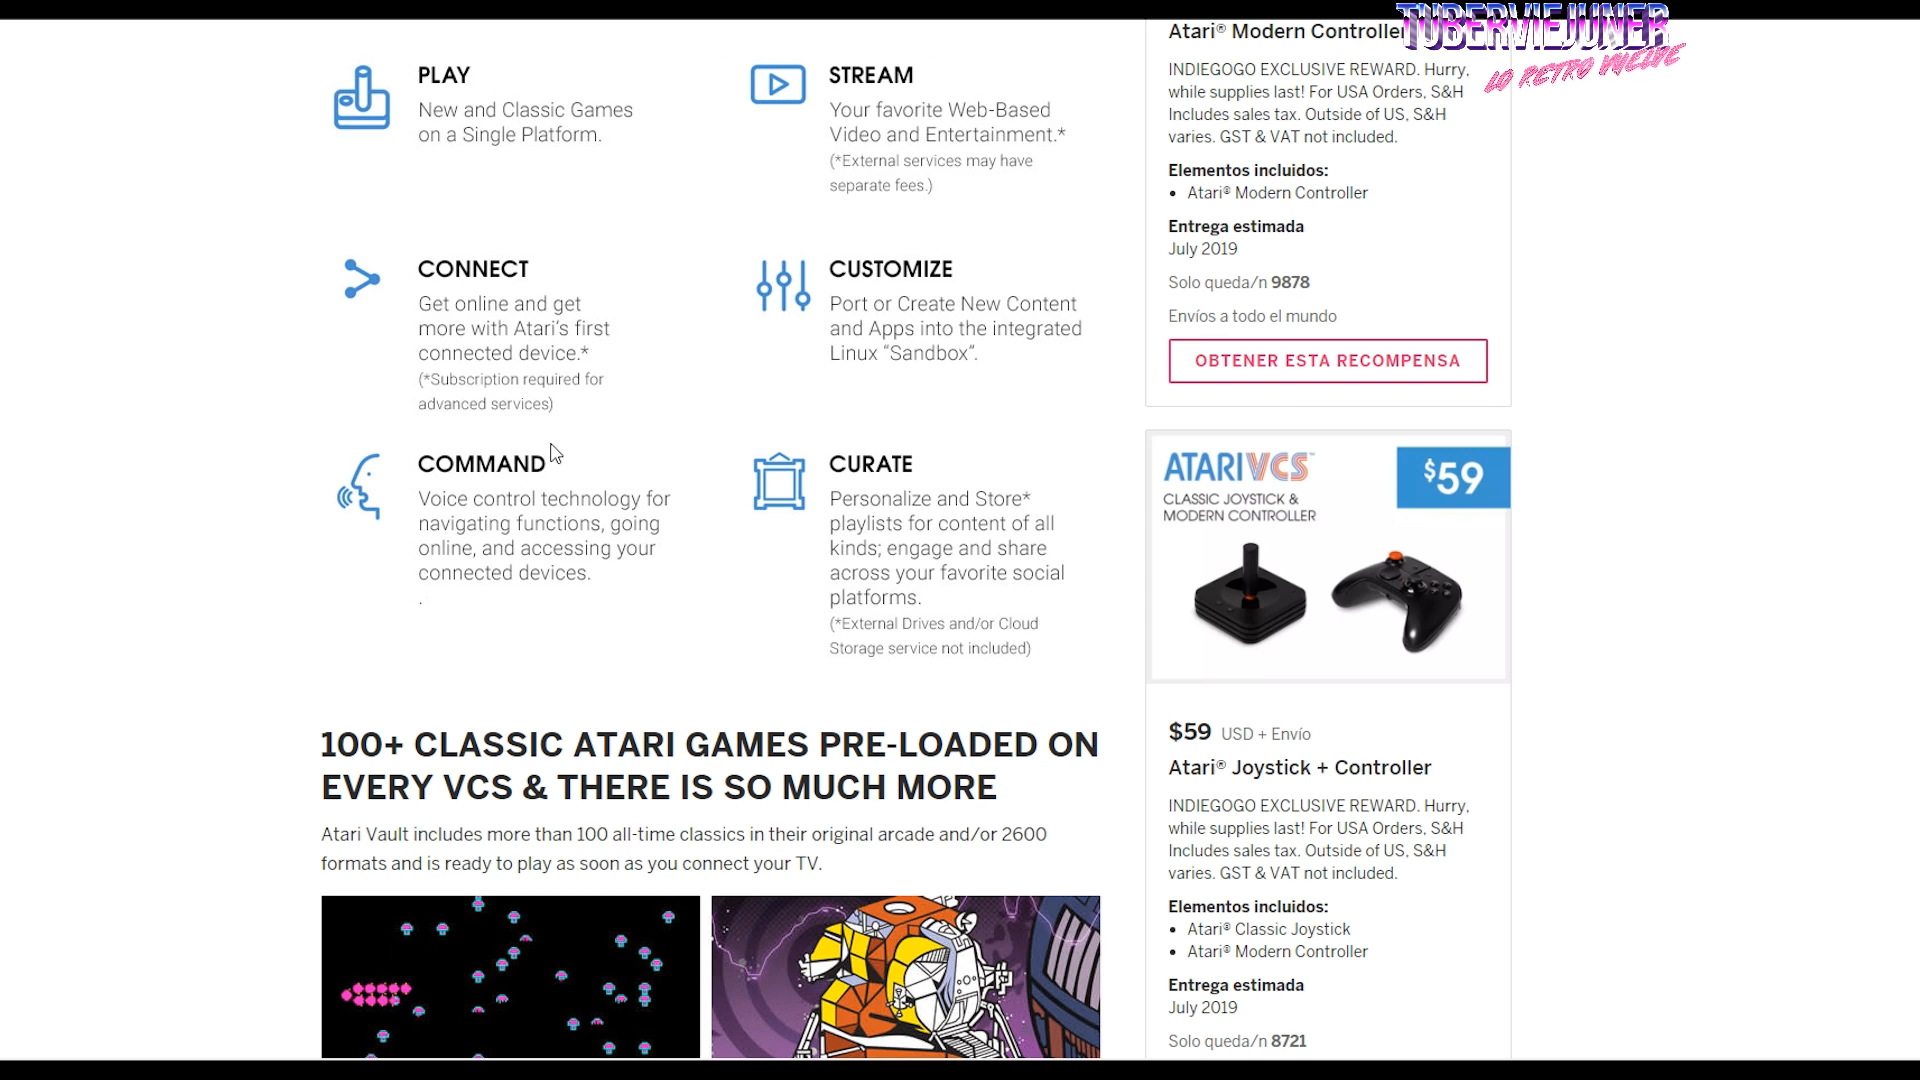 TUBERVIEJUNER
LO RETRO VUELVE
PLAY
New and Classic Games
on a Single Platform.
STREAM
Your favorite Web-Based
Video and Entertainment.*
(*External services may have
separate fees.)
CONNECT
Get online and get
more with Atari's first
connected device.*
(*Subscription required for
advanced services)
CUSTOMIZE
Port or Create New Content
and Apps into the integrated
Linux “Sandbox”.
COMMAND
Voice control technology for
navigating functions, going
online, and accessing your
connected devices.
.
CURATE
Personalize and Store*
playlists for content of all
kinds; engage and share
across your favorite social
platforms.
(*External Drives and/or Cloud
Storage service not included)
100+ CLASSIC ATARI GAMES PRE-LOADED ON
EVERY VCS & THERE IS SO MUCH MORE
Atari Vault includes more than 100 all-time classics in their original arcade and/or 2600
formats and is ready to play as soon as you connect your TV.
Atari® Modern Controller
INDIEGOGO EXCLUSIVE REWARD. Hurry,
while supplies last! For USA Orders, S&H
Includes sales tax. Outside of US, S&H
varies. GST & VAT not included.
Elementos incluidos:
• Atari® Modern Controller
Entrega estimada
July 2019
Solo queda/n 9878
Envíos a todo el mundo
OBTENER ESTA RECOMPENSA
ATARI VCS™
CLASSIC JOYSTICK &
MODERN CONTROLLER
$59
$59 USD + Envío
Atari® Joystick + Controller
INDIEGOGO EXCLUSIVE REWARD. Hurry,
while supplies last! For USA Orders, S&H
Includes sales tax. Outside of US, S&H
varies. GST & VAT not included.
Elementos incluidos:
• Atari® Classic Joystick
• Atari® Modern Controller
Entrega estimada
July 2019
Solo queda/n 8721